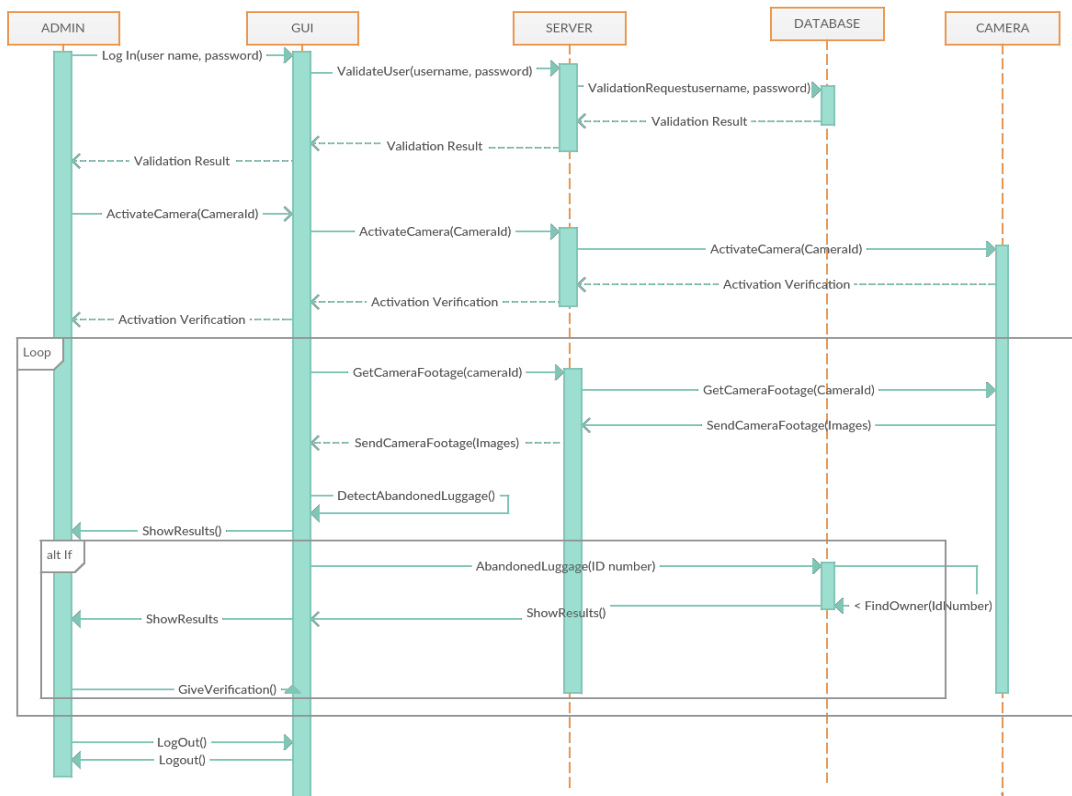 ADMIN
GUI
SERVER
DATABASE
CAMERA
Log In(user name, password)
ValidateUser(username, password)
ValidationRequestusername, password)
Validation Result
Validation Result
Validation Result
ActivateCamera(CameraId)
ActivateCamera(CameraId)
ActivateCamera(CameraId)
Activation Verification
Activation Verification
Activation Verification
Loop
GetCameraFootage(cameraId)
GetCameraFootage(CameraId)
SendCameraFootage(Images)
SendCameraFootage(Images)
DetectAbandonedLuggage()
ShowResults()
alt If
AbandonedLuggage(ID number)
< FindOwner(IdNumber)
ShowResults()
ShowResults
GiveVerification()
LogOut()
Logout()